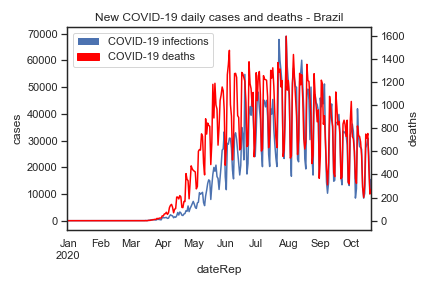 New COVID-19 daily cases and deaths - Brazil
COVID-19 infections
COVID-19 deaths
70000
60000
50000
40000
30000
20000
10000
0
cases
1600
1400
1200
1000
800
600
400
200
0
deaths
Jan Feb Mar Apr May Jun Jul Aug Sep Oct
2020
dateRep